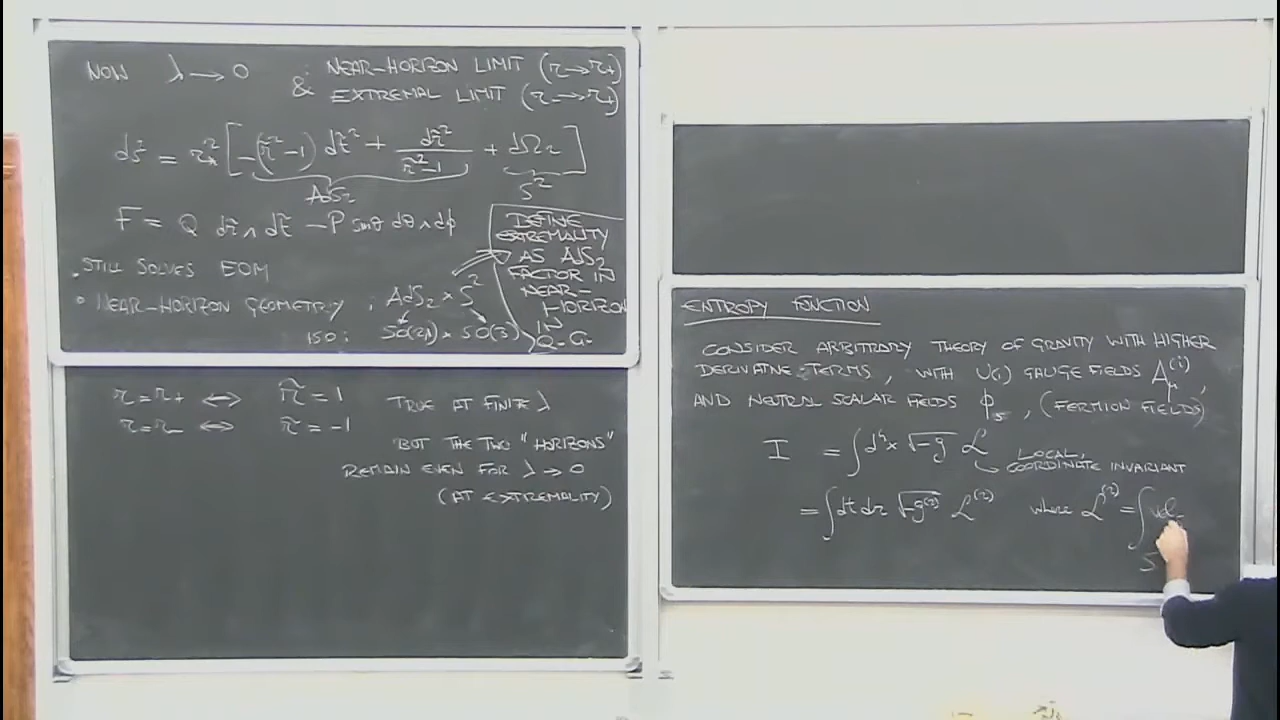 NOW λ → 0 : NEAR-HORIZON LIMIT (r → r₊)
& EXTREMAL LIMIT (r₋ → r₊)
ds² = r₊² [ -(r̃²-1) dt̃² + dr̃²/(r̃²-1) + dΩ₂ ]
AdS₂ S²
F = Q dr̃ ∧ dt̃ - P sinθ dθ ∧ dϕ
• STILL SOLVES EOM
• NEAR-HORIZON GEOMETRY : AdS₂ × S²
ISO : SO(2,1) × SO(3)
DEFINE
EXTREMALITY
AS AdS₂
FACTOR IN
NEAR-
HORIZON
IN
Q-G-
r = r₊ ⟷ r̃ = 1 TRUE AT FINITE λ
r = r₋ ⟷ r̃ = -1
BUT THE TWO "HORIZONS"
REMAIN EVEN FOR λ → 0
(AT EXTREMALITY)
ENTROPY FUNCTION
CONSIDER ARBITRARY THEORY OF GRAVITY WITH HIGHER
DERIVATIVE TERMS, WITH U(1) GAUGE FIELDS A_μ^(i),
AND NEUTRAL SCALAR FIELDS ϕ_s, (FERMION FIELDS)
I = ∫ d⁴x √-g ℒ LOCAL,
COORDINATE INVARIANT
= ∫ dt dr √-g⁽²⁾ ℒ⁽²⁾ where ℒ⁽²⁾ = ∫ vol
S